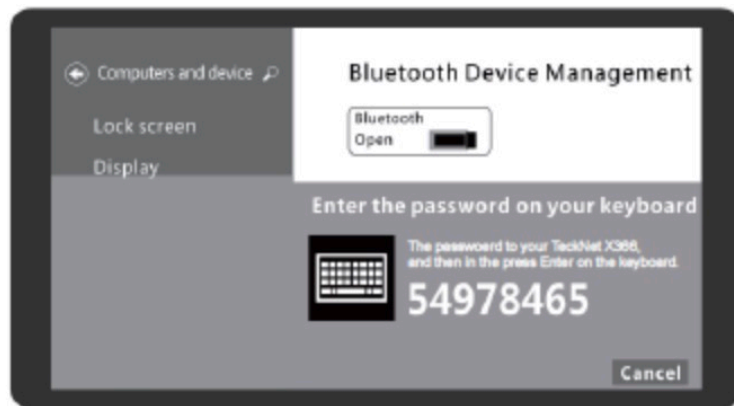 Computers and device
Lock screen
Display
Bluetooth Device Management
Bluetooth
Open
Enter the password on your keyboard
The passwoerd to your TeckNet X366,
and then in the press Enter on the keyboard.
54978465
Cancel